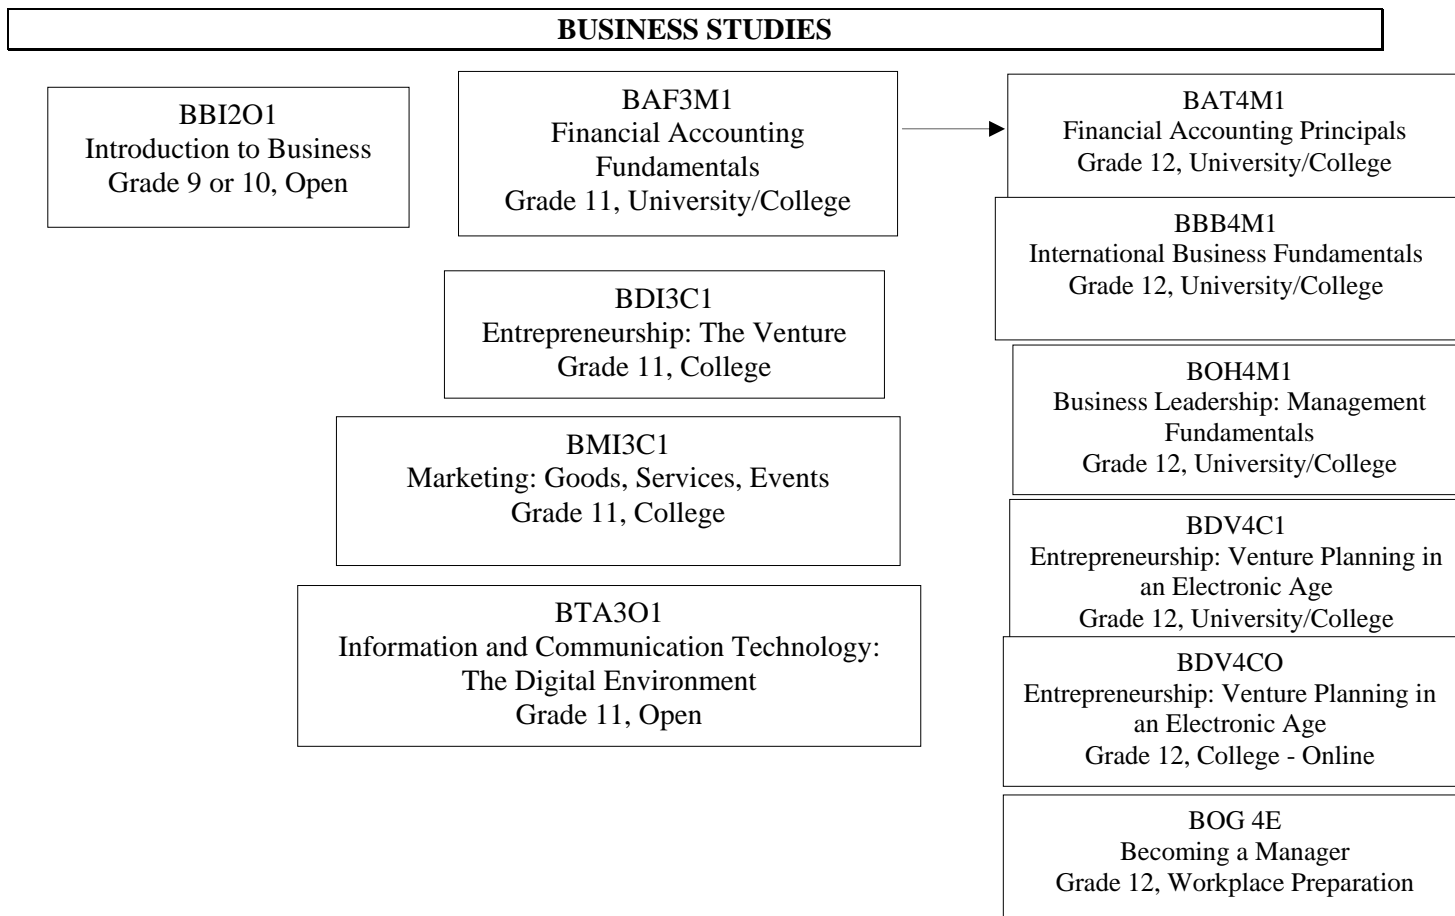 BUSINESS STUDIES
BBI2O1
Introduction to Business
Grade 9 or 10, Open
BAF3M1
Financial Accounting
Fundamentals
Grade 11, University/College
BDI3C1
Entrepreneurship: The Venture
Grade 11, College
BMI3C1
Marketing: Goods, Services, Events
Grade 11, College
BTA3O1
Information and Communication Technology:
The Digital Environment
Grade 11, Open
BAT4M1
Financial Accounting Principals
Grade 12, University/College
BBB4M1
International Business Fundamentals
Grade 12, University/College
BOH4M1
Business Leadership: Management
Fundamentals
Grade 12, University/College
BDV4C1
Entrepreneurship: Venture Planning in
an Electronic Age
Grade 12, University/College
BDV4CO
Entrepreneurship: Venture Planning in
an Electronic Age
Grade 12, College - Online
BOG 4E
Becoming a Manager
Grade 12, Workplace Preparation